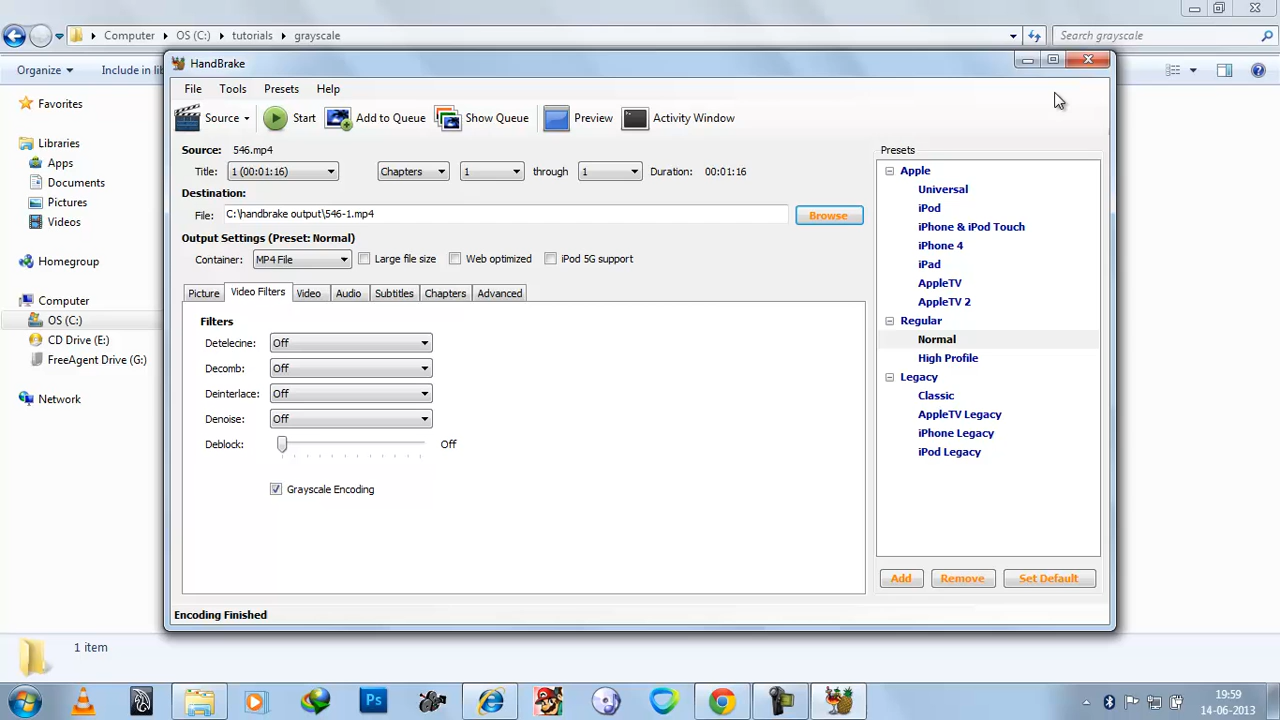 Computer OS (C:) tutorials grayscale Search grayscale
Organize Include in lib
HandBrake
File Tools Presets Help
Source Start Add to Queue Show Queue Preview Activity Window
Favorites
Libraries
Apps
Documents
Pictures
Videos
Homegroup
Computer
OS (C:)
CD Drive (E:)
FreeAgent Drive (G:)
Network
Source: 546.mp4
Title: 1 (00:01:16) Chapters 1 through 1 Duration: 00:01:16
Destination:
File: C:\handbrake output\546-1.mp4 Browse
Output Settings (Preset: Normal)
Container: MP4 File Large file size Web optimized iPod 5G support
Picture Video Filters Video Audio Subtitles Chapters Advanced
Filters
Detelecine: Off
Decomb: Off
Deinterlace: Off
Denoise: Off
Deblock: Off
Grayscale Encoding
Presets
Apple
Universal
iPod
iPhone & iPod Touch
iPhone 4
iPad
AppleTV
AppleTV 2
Regular
Normal
High Profile
Legacy
Classic
AppleTV Legacy
iPhone Legacy
iPod Legacy
Add Remove Set Default
Encoding Finished
1 item
Ps
19:59
14-06-2013